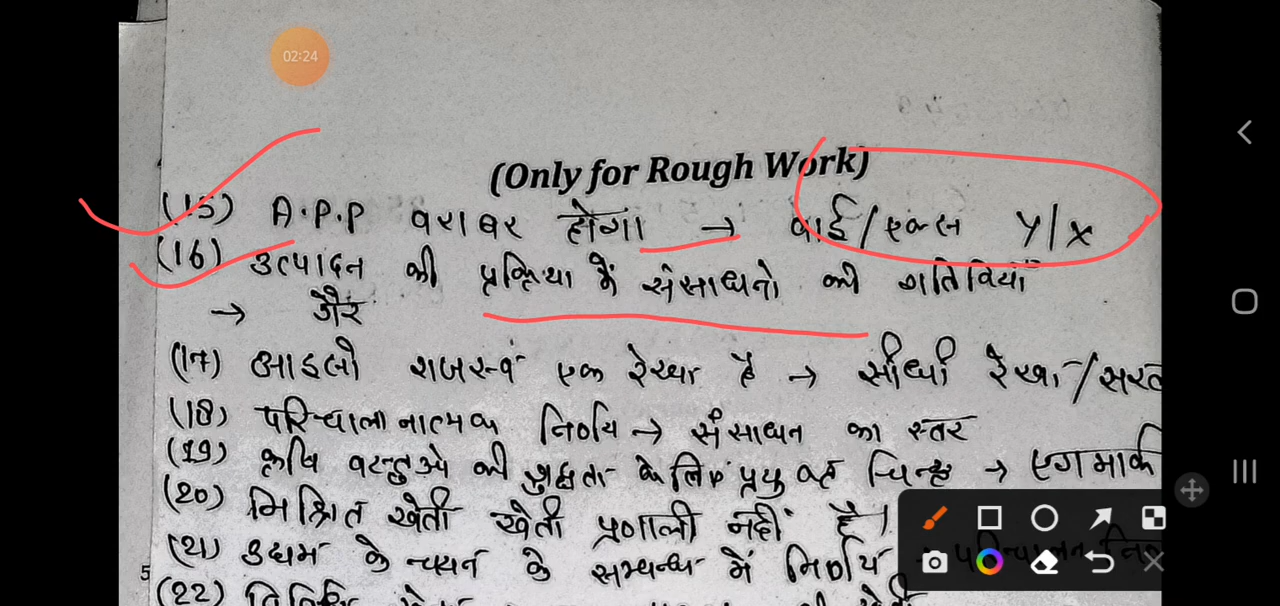 02:24
(Only for Rough Work)
(15) A.P.P बराबर होगा → वाई/एक्स Y/x
(16) उत्पादन की प्रक्रिया में संसाधनो की गतिविधियाँ
→ गैर
(17) आइसो राजस्व एक रेखा है → सीधी रेखा/सरल
(18) परिचालनात्मक निर्णय → संसाधन का स्तर
(19) कृषि वस्तुओ की शुद्धता के लिए प्रयुक्त चिन्ह → एगमार्क
(20) मिश्रित खेती खेती प्रणाली नहीं है।
(21) उद्यम के चयन के सम्बन्ध में निर्णय
5
(22)